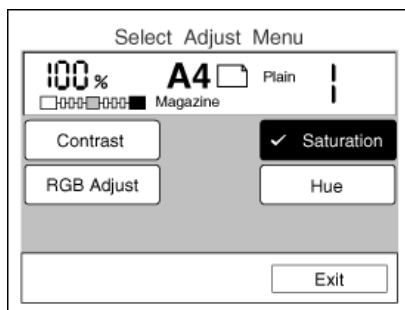 Select Adjust Menu
100 % A4 Plain 1
Magazine
Contrast ✓ Saturation
RGB Adjust Hue
Exit